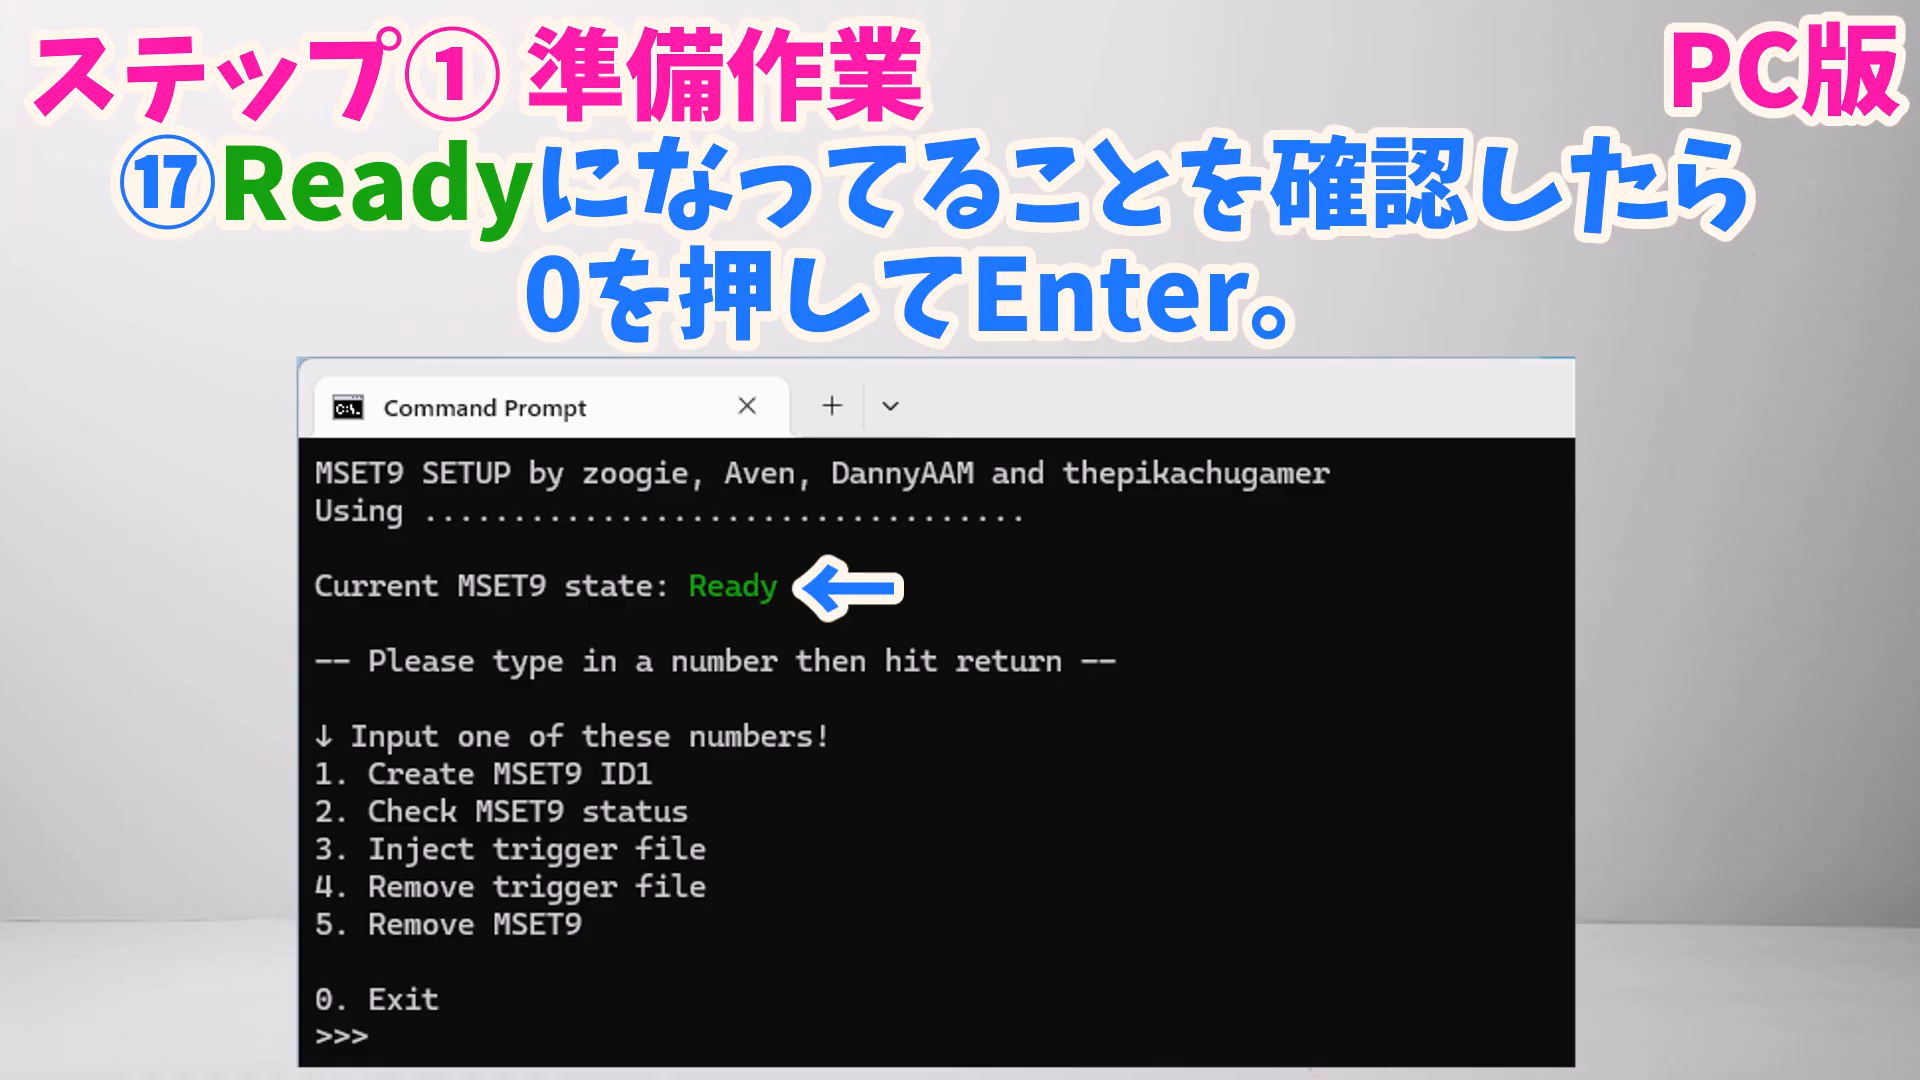 ステップ① 準備作業
PC版
⑰Readyになってることを確認したら
0を押してEnter。
Command Prompt
MSET9 SETUP by zoogie, Aven, DannyAAM and thepikachugamer
Using ..................................
Current MSET9 state: Ready
-- Please type in a number then hit return --
↓ Input one of these numbers!
1. Create MSET9 ID1
2. Check MSET9 status
3. Inject trigger file
4. Remove trigger file
5. Remove MSET9
0. Exit
>>>